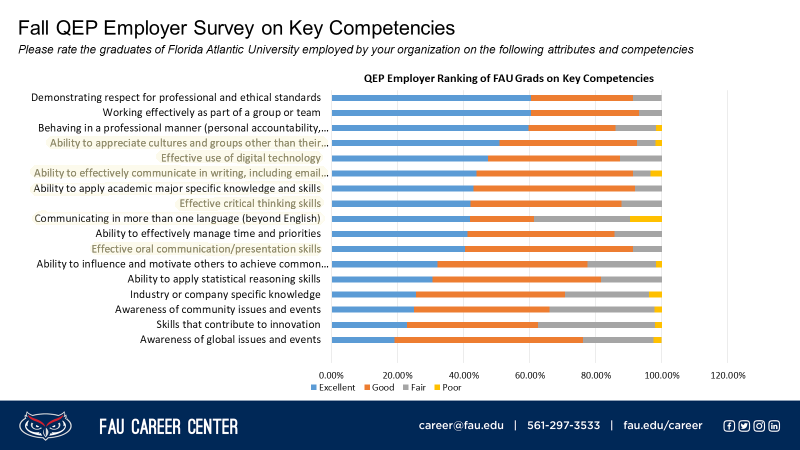 Fall QEP Employer Survey on Key Competencies
Please rate the graduates of Florida Atlantic University employed by your organization on the following attributes and competencies
QEP Employer Ranking of FAU Grads on Key Competencies
Demonstrating respect for professional and ethical standards
Working effectively as part of a group or team
Behaving in a professional manner (personal accountability,...
Ability to appreciate cultures and groups other than their...
Effective use of digital technology
Ability to effectively communicate in writing, including email...
Ability to apply academic major specific knowledge and skills
Effective critical thinking skills
Communicating in more than one language (beyond English)
Ability to effectively manage time and priorities
Effective oral communication/presentation skills
Ability to influence and motivate others to achieve common...
Ability to apply statistical reasoning skills
Industry or company specific knowledge
Awareness of community issues and events
Skills that contribute to innovation
Awareness of global issues and events
0.00% 20.00% 40.00% 60.00% 80.00% 100.00% 120.00%
Excellent Good Fair Poor
FAU CAREER CENTER
career@fau.edu | 561-297-3533 | fau.edu/career